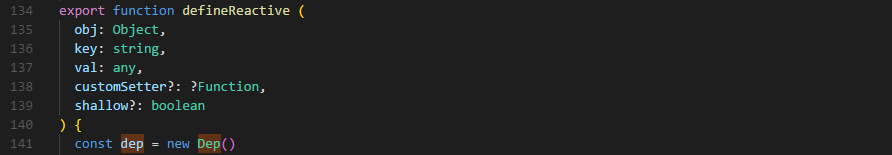 134 export function defineReactive (
135 obj: Object,
136 key: string,
137 val: any,
138 customSetter?: ?Function,
139 shallow?: boolean
140 ) {
141 const dep = new Dep()